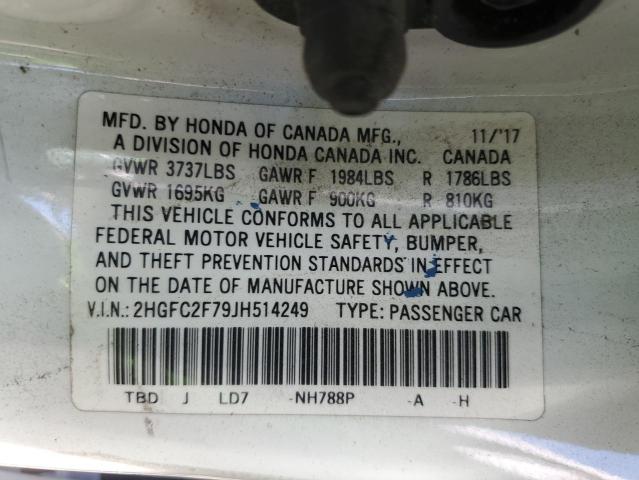 MFD. BY HONDA OF CANADA MFG., 11/'17
A DIVISION OF HONDA CANADA INC. CANADA
GVWR 3737LBS GAWR F 1984LBS R 1786LBS
GVWR 1695KG GAWR F 900KG R 810KG
THIS VEHICLE CONFORMS TO ALL APPLICABLE
FEDERAL MOTOR VEHICLE SAFETY, BUMPER,
AND THEFT PREVENTION STANDARDS IN EFFECT
ON THE DATE OF MANUFACTURE SHOWN ABOVE.
V.I.N.: 2HGFC2F79JH514249 TYPE: PASSENGER CAR
TBD J LD7 -NH788P -A -H